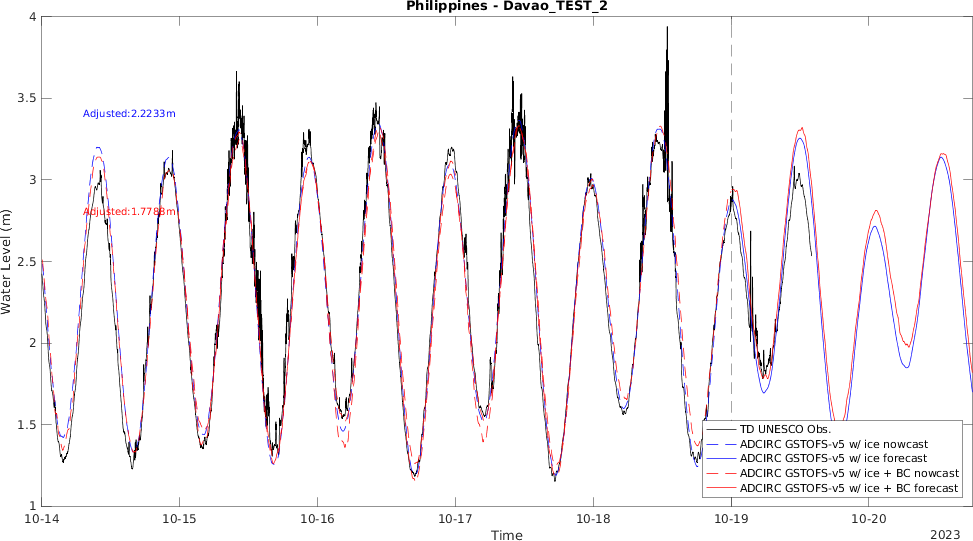 Philippines - Davao_TEST_2
4
3.5
3
2.5
2
1.5
1
Water Level (m)
Adjusted:2.2233m
Adjusted:1.7788m
TD UNESCO Obs.
ADCIRC GSTOFS-v5 w/ ice nowcast
ADCIRC GSTOFS-v5 w/ ice forecast
ADCIRC GSTOFS-v5 w/ ice + BC nowcast
ADCIRC GSTOFS-v5 w/ ice + BC forecast
10-14 10-15 10-16 10-17 10-18 10-19 10-20
Time
2023